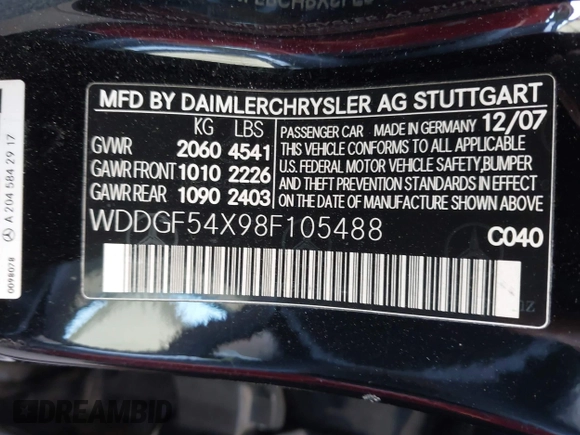 MFD BY DAIMLERCHRYSLER AG STUTTGART
KG LBS
GVWR 2060 4541
GAWR FRONT 1010 2226
GAWR REAR 1090 2403
PASSENGER CAR MADE IN GERMANY 12/07
THIS VEHICLE CONFORMS TO ALL APPLICABLE
U.S. FEDERAL MOTOR VEHICLE SAFETY, BUMPER
AND THEFT PREVENTION STANDARDS IN EFFECT
ON THE DATE OF MANUFACTURE SHOWN ABOVE.
WDDGF54X98F105488
C040
A 204 584 29 17
009807B
DREAMBID